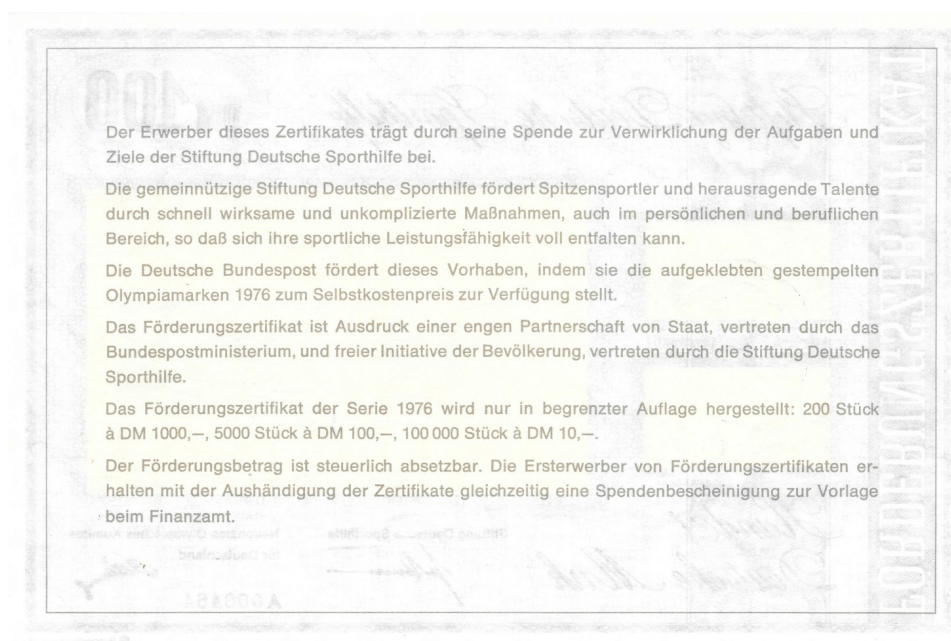 Der Erwerber dieses Zertifikates trägt durch seine Spende zur Verwirklichung der Aufgaben und
Ziele der Stiftung Deutsche Sporthilfe bei.
Die gemeinnützige Stiftung Deutsche Sporthilfe fördert Spitzensportler und herausragende Talente
durch schnell wirksame und unkomplizierte Maßnahmen, auch im persönlichen und beruflichen
Bereich, so daß sich ihre sportliche Leistungsfähigkeit voll entfalten kann.
Die Deutsche Bundespost fördert dieses Vorhaben, indem sie die aufgeklebten gestempelten
Olympiamarken 1976 zum Selbstkostenpreis zur Verfügung stellt.
Das Förderungszertifikat ist Ausdruck einer engen Partnerschaft von Staat, vertreten durch das
Bundespostministerium, und freier Initiative der Bevölkerung, vertreten durch die Stiftung Deutsche
Sporthilfe.
Das Förderungszertifikat der Serie 1976 wird nur in begrenzter Auflage hergestellt: 200 Stück
à DM 1000,—, 5000 Stück à DM 100,—, 100 000 Stück à DM 10,—.
Der Förderungsbetrag ist steuerlich absetzbar. Die Ersterwerber von Förderungszertifikaten er-
halten mit der Aushändigung der Zertifikate gleichzeitig eine Spendenbescheinigung zur Vorlage
beim Finanzamt.